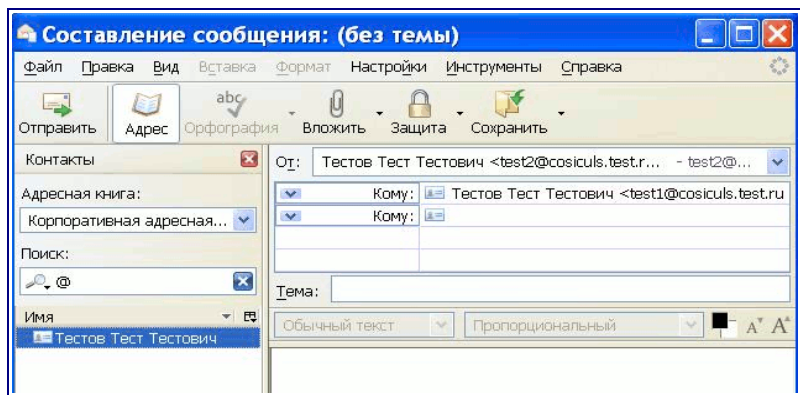 Составление сообщения: (без темы)
Файл Правка Вид Вставка Формат Настройки Инструменты Справка
Отправить Адрес Орфография Вложить Защита Сохранить
Контакты
От: Тестов Тест Тестович <test2@cosiculs.test.r... - test2@...
Адресная книга:
Кому: Тестов Тест Тестович <test1@cosiculs.test.ru
Корпоративная адресная...
Кому:
Поиск:
@
Тема:
Имя
Обычный текст Пропорциональный
Тестов Тест Тестович